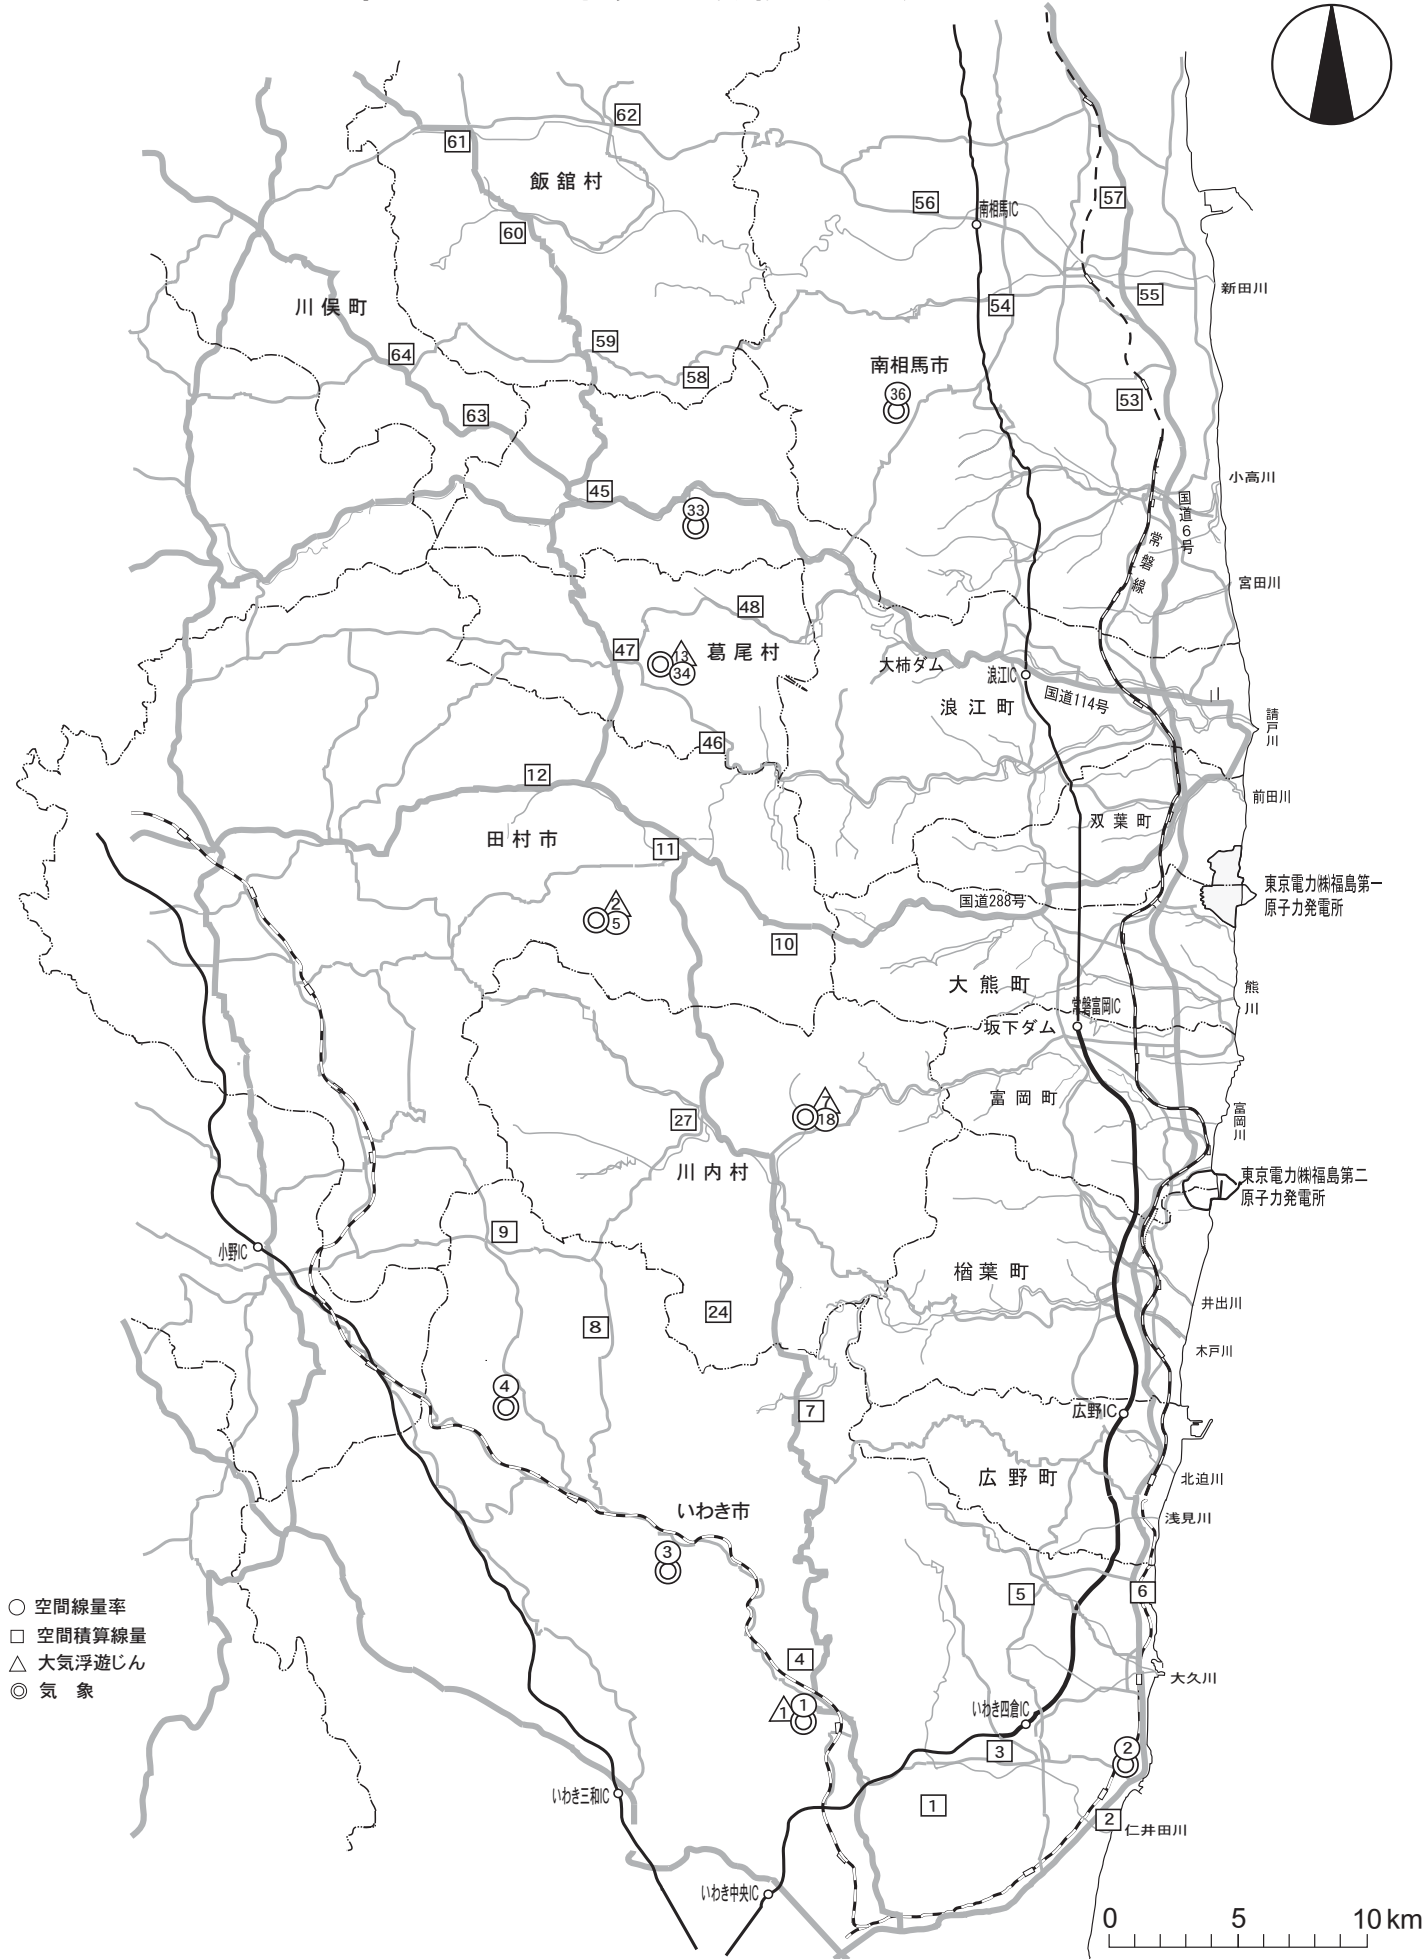 62
61
飯舘村
56
南相馬IC
57
60
新田川
55
54
川俣町
59
64
58
南相馬市
36
53
63
小高川
45
33
国道6号
常磐線
宮田川
48
47
13
34
葛尾村
大柿ダム
浪江IC
国道114号
浪江町
請戸川
46
12
前田川
双葉町
田村市
11
東京電力㈱福島第一
原子力発電所
国道288号
2
5
10
大熊町
熊川
常磐富岡IC
坂下ダム
富岡町
7
18
富岡川
27
川内村
東京電力㈱福島第二
原子力発電所
9
小野IC
楢葉町
井出川
24
8
木戸川
4
7
広野IC
広野町
北迫川
いわき市
浅見川
3
5
6
○ 空間線量率
□ 空間積算線量
△ 大気浮遊じん
◎ 気 象
4
大久川
1
1
いわき四倉IC
3
2
いわき三和IC
1
2
仁井田川
いわき中央IC
0 5 10 km